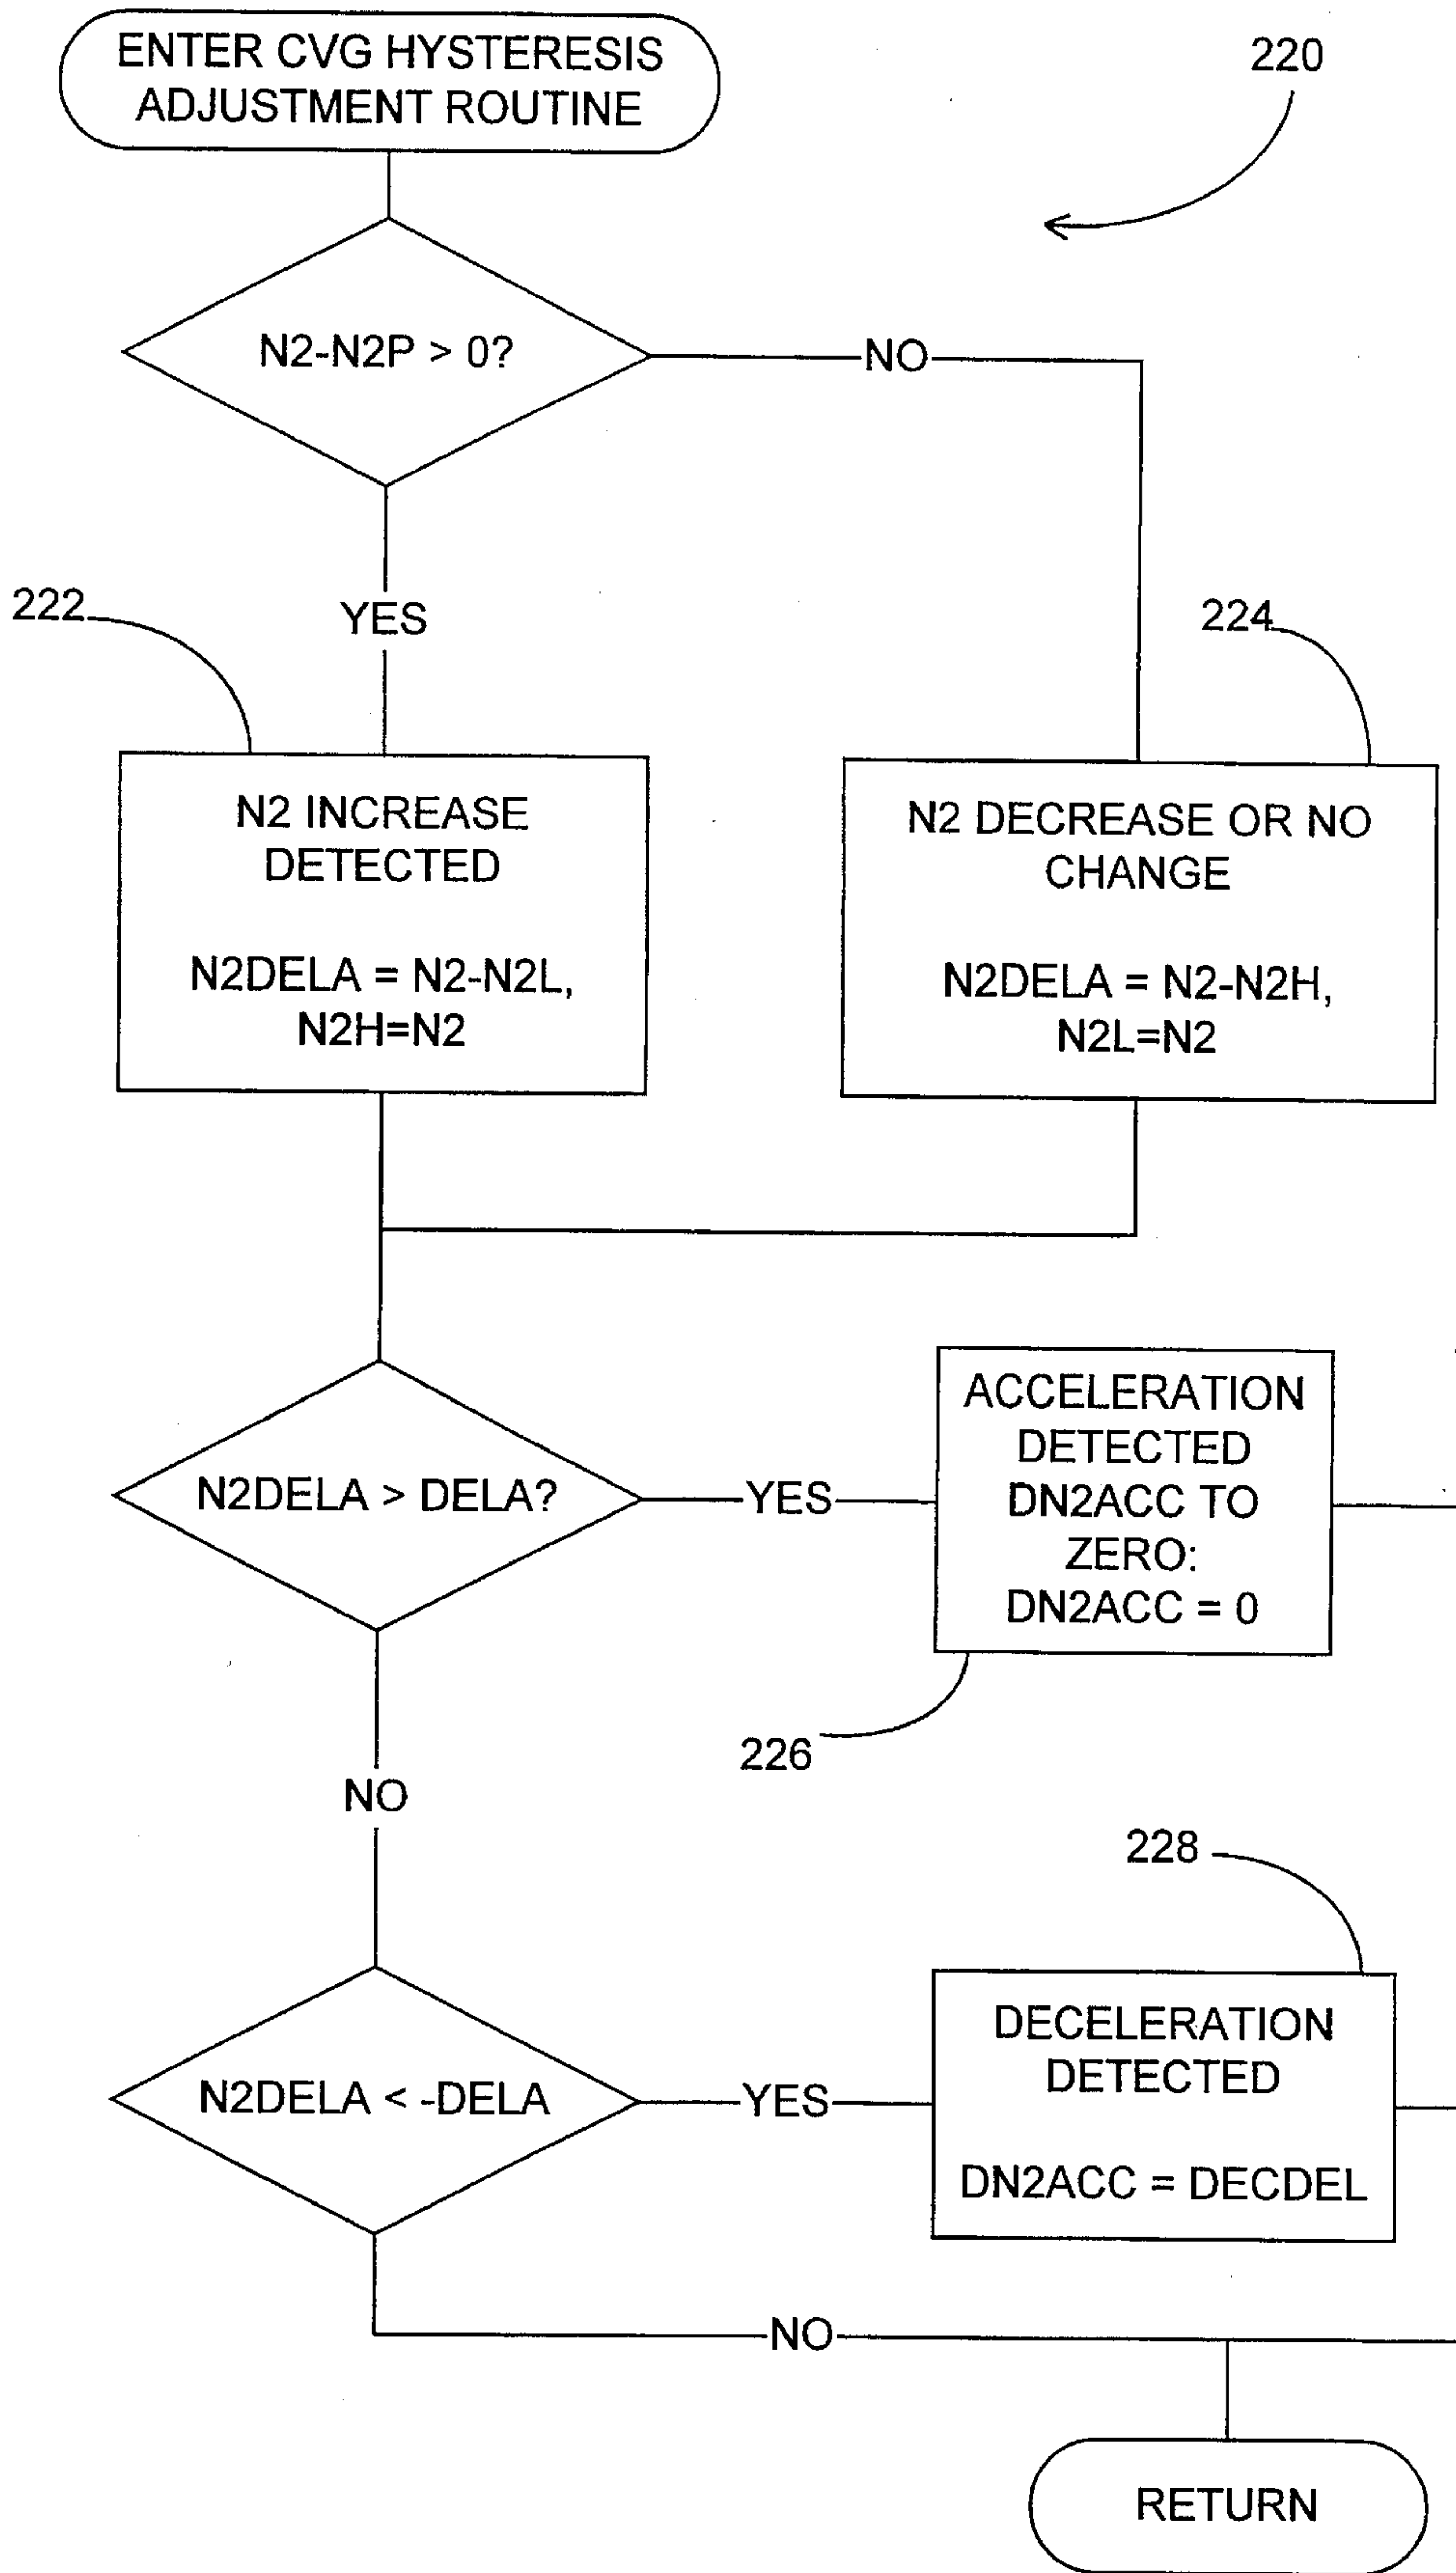 ENTER CVG HYSTERESIS
ADJUSTMENT ROUTINE
220
N2-N2P > 0?
NO
YES
222
224
N2 INCREASE
DETECTED
N2DELA = N2-N2L,
N2H=N2
N2 DECREASE OR NO
CHANGE
N2DELA = N2-N2H,
N2L=N2
N2DELA > DELA?
YES
ACCELERATION
DETECTED
DN2ACC TO
ZERO:
DN2ACC = 0
226
NO
228
N2DELA < -DELA
YES
DECELERATION
DETECTED
DN2ACC = DECDEL
NO
RETURN